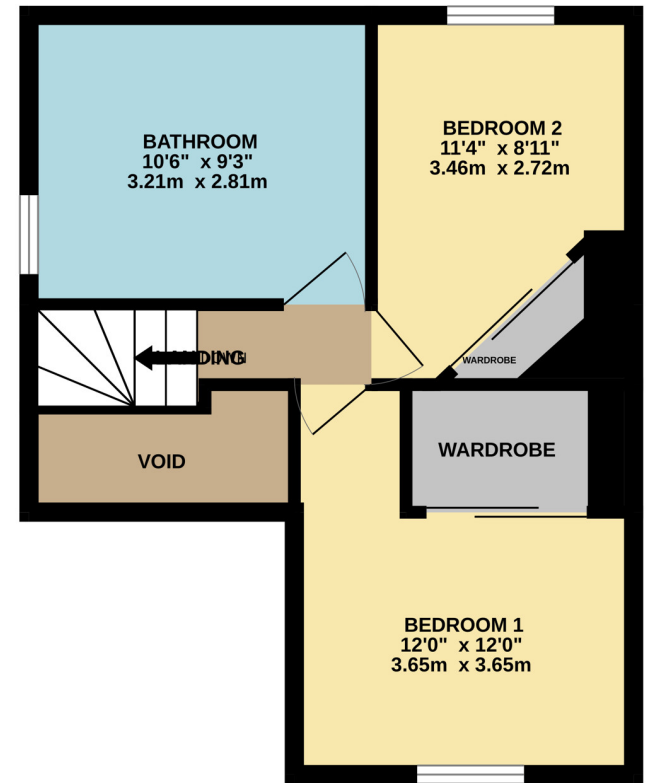 BATHROOM
10'6" x 9'3"
3.21m x 2.81m
BEDROOM 2
11'4" x 8'11"
3.46m x 2.72m
WARDROBE
LANDING
VOID
WARDROBE
BEDROOM 1
12'0" x 12'0"
3.65m x 3.65m